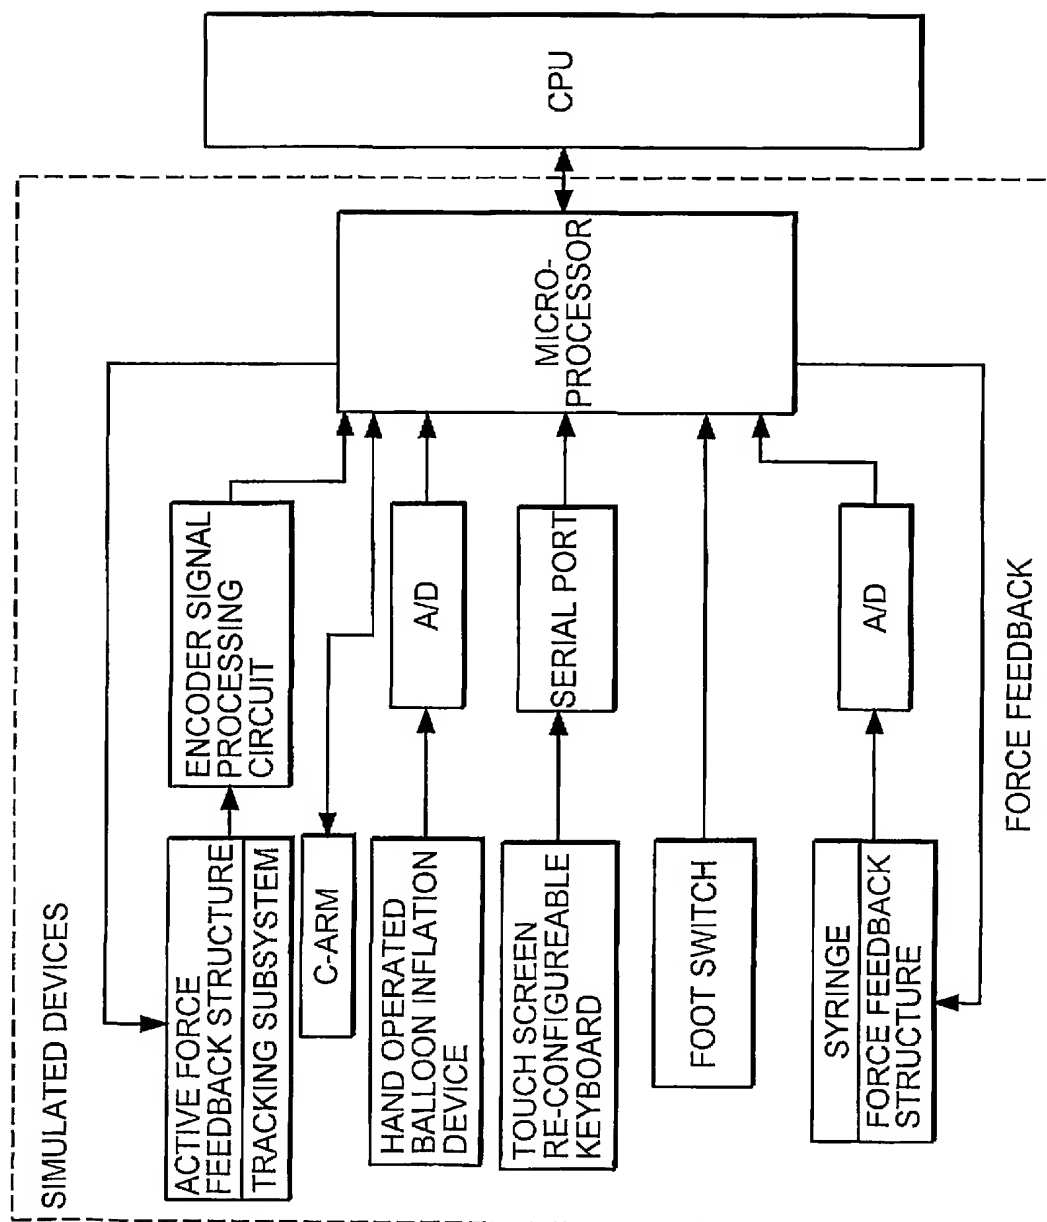 SIMULATED DEVICES
ACTIVE FORCE
FEEDBACK STRUCTURE
TRACKING SUBSYSTEM
ENCODER SIGNAL
PROCESSING
CIRCUIT
C-ARM
HAND OPERATED
BALLOON INFLATION
DEVICE
A/D
TOUCH SCREEN
RE-CONFIGUREABLE
KEYBOARD
SERIAL PORT
FOOT SWITCH
SYRINGE
FORCE FEEDBACK
STRUCTURE
A/D
FORCE FEEDBACK
MICRO-
PROCESSOR
CPU